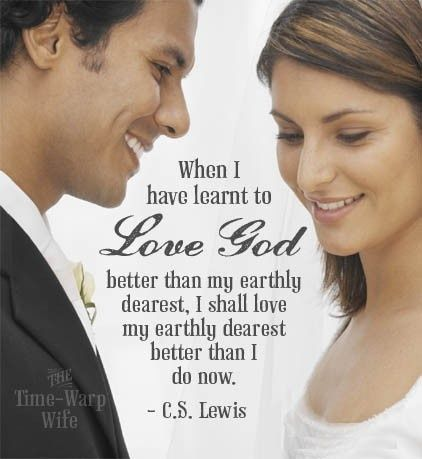 When I
have learnt to
Love God
better than my earthly
dearest, I shall love
my earthly dearest
better than I
do now.
- C.S. Lewis
THE
Time-Warp
Wife